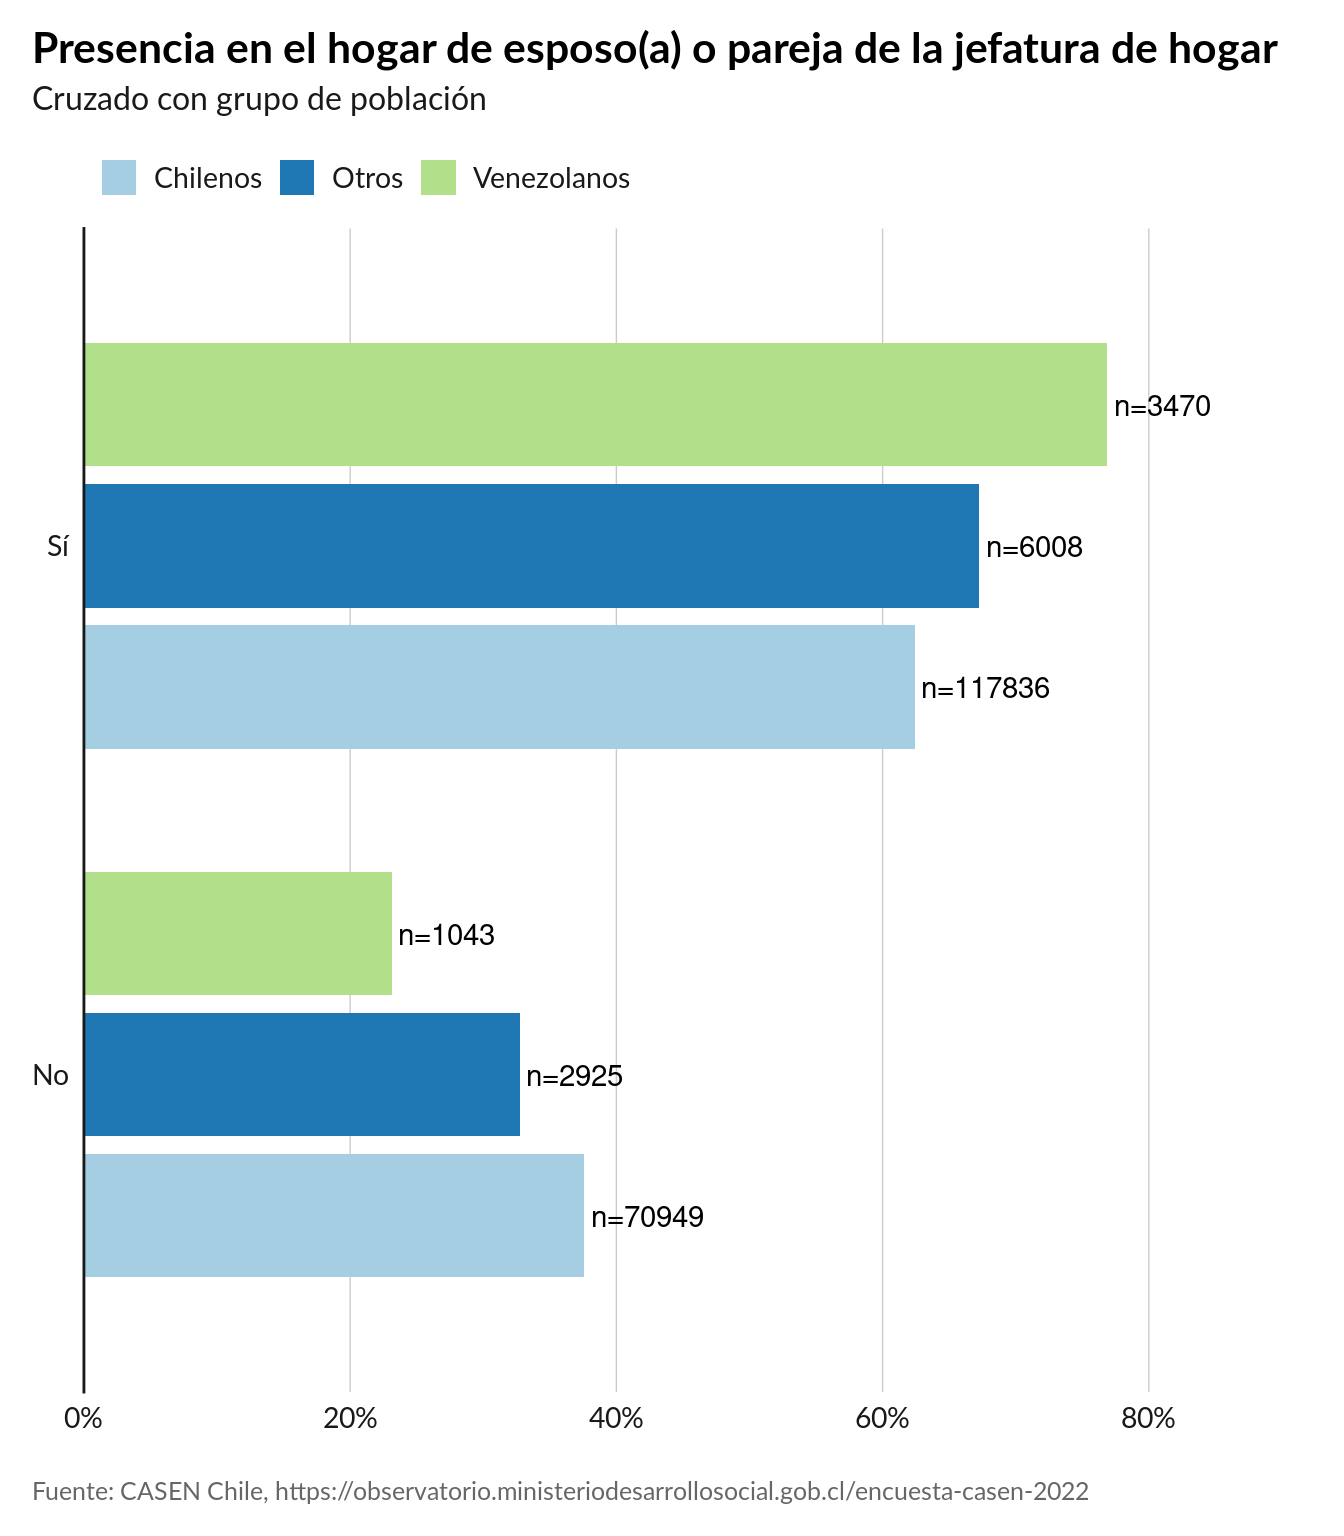 Presencia en el hogar de esposo(a) o pareja de la jefatura de hogar
Cruzado con grupo de población
Chilenos Otros Venezolanos
n=3470
Sí
n=6008
n=117836
n=1043
No
n=2925
n=70949
0% 20% 40% 60% 80%
Fuente: CASEN Chile, https://observatorio.ministeriodesarrollosocial.gob.cl/encuesta-casen-2022